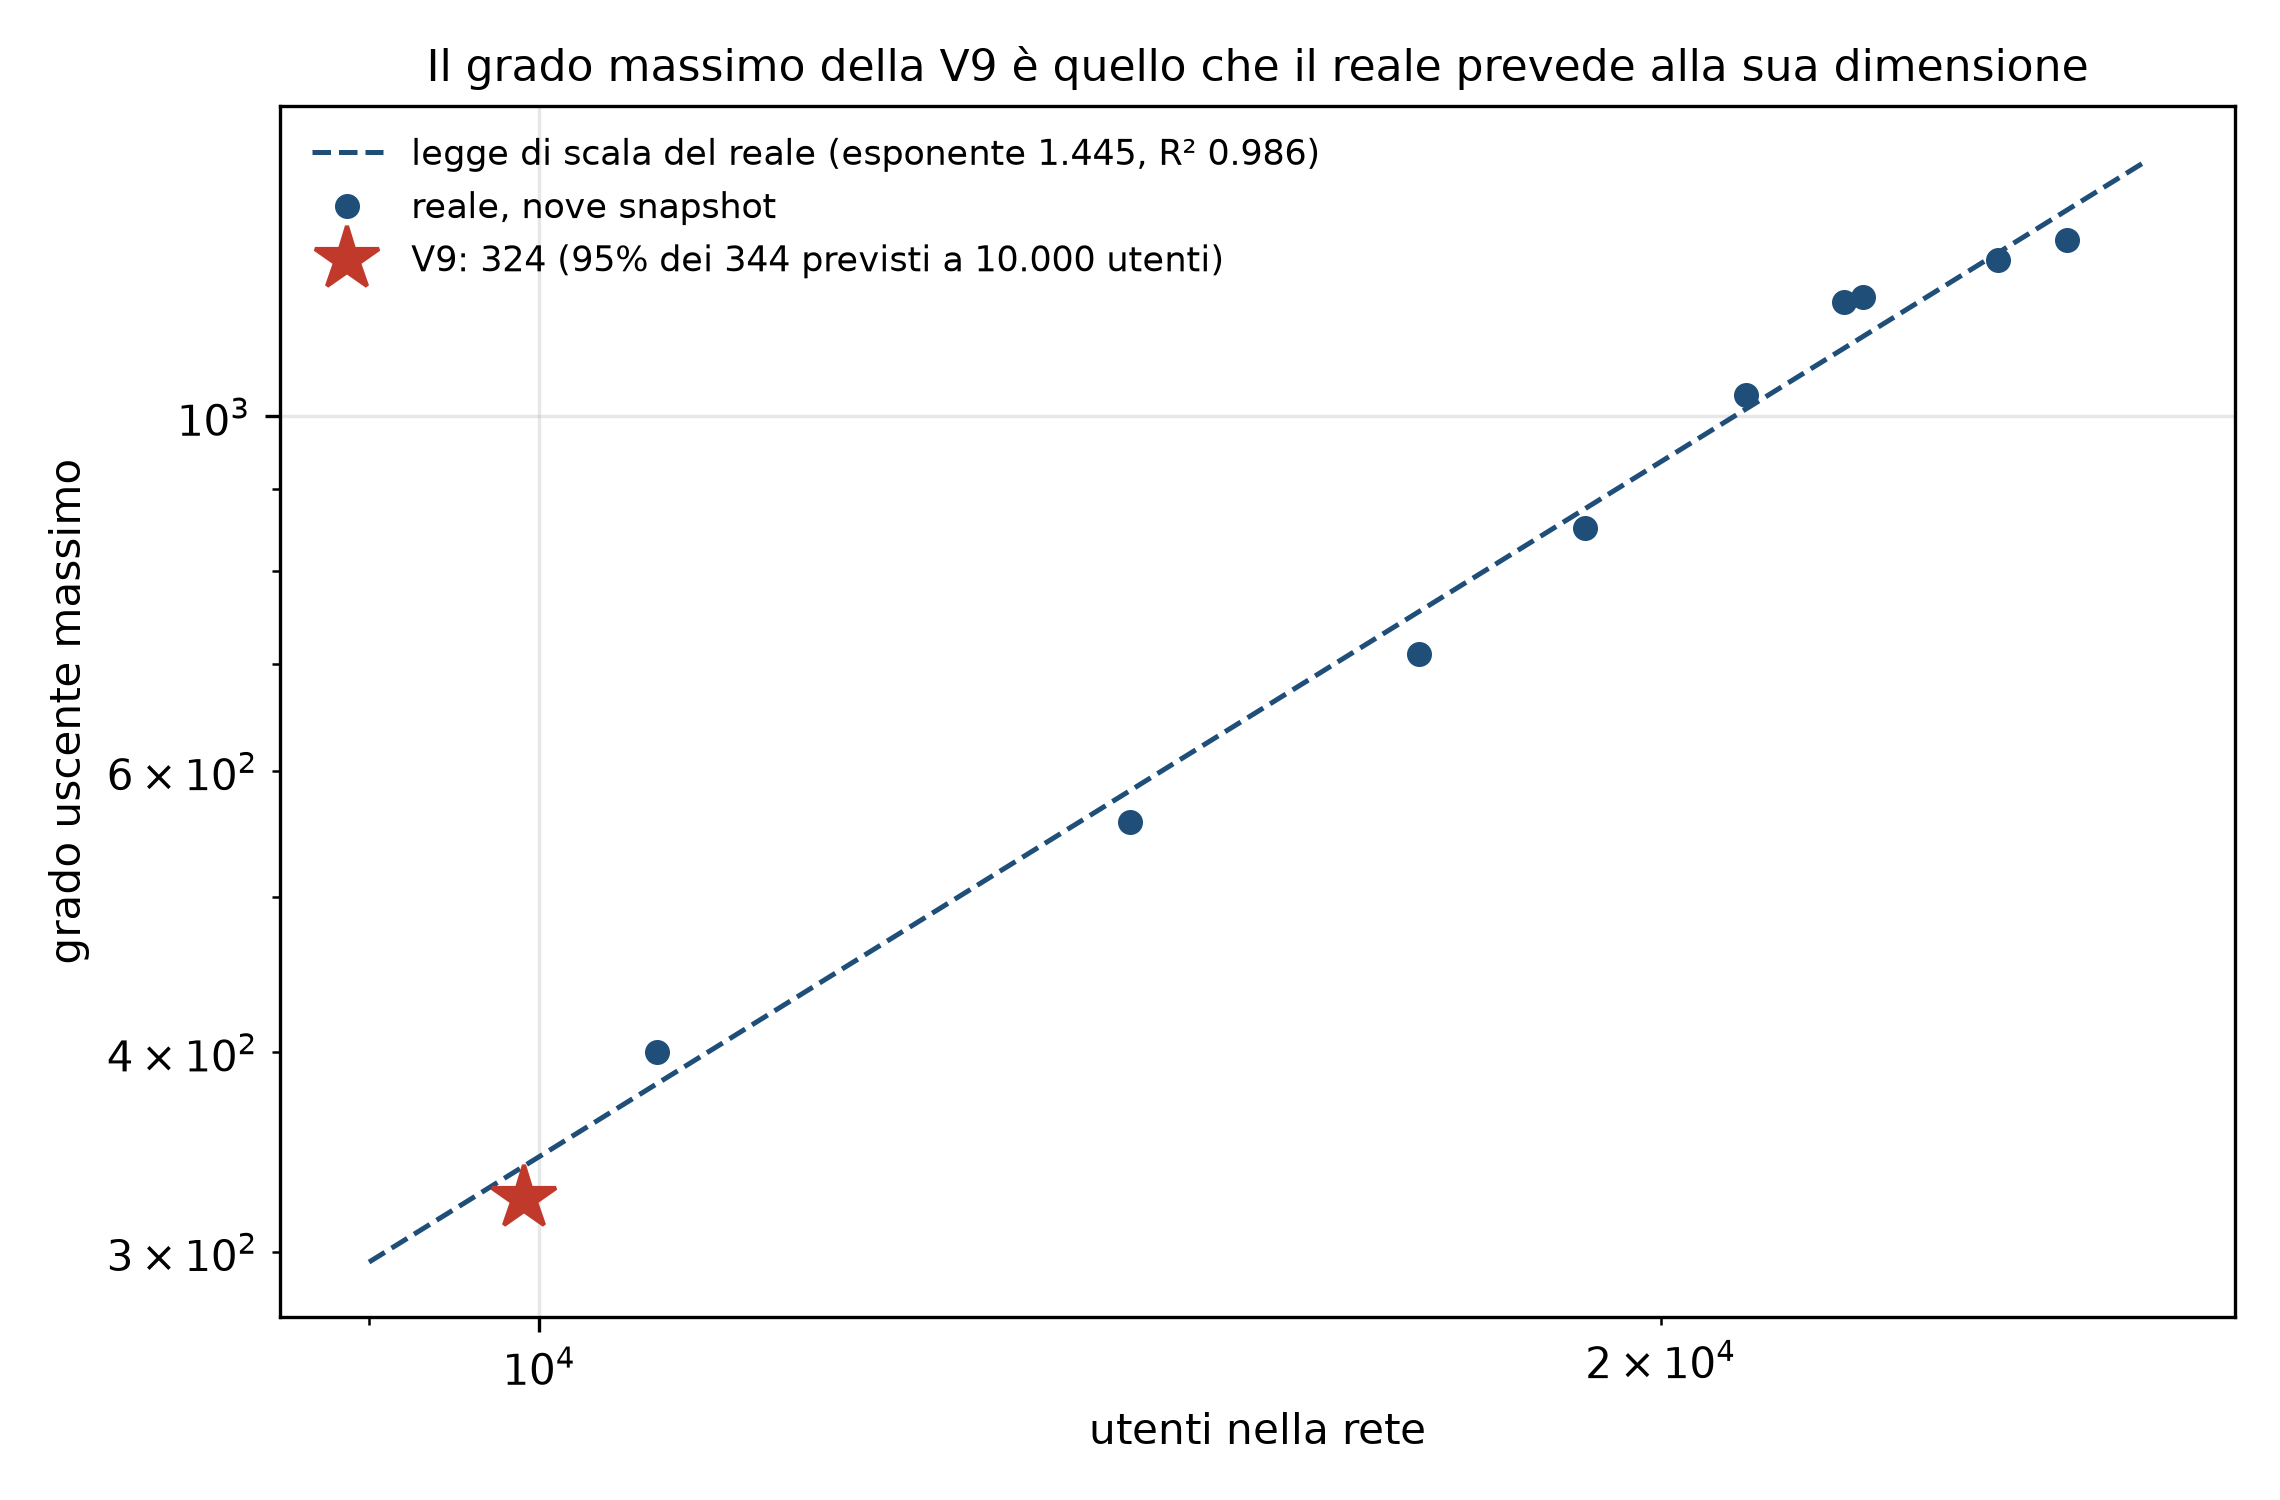 Il grado massimo della V9 è quello che il reale prevede alla sua dimensione
legge di scala del reale (esponente 1.445, R² 0.986)
reale, nove snapshot
V9: 324 (95% dei 344 previsti a 10.000 utenti)
grado uscente massimo
10³
6 × 10²
4 × 10²
3 × 10²
10⁴
2 × 10⁴
utenti nella rete